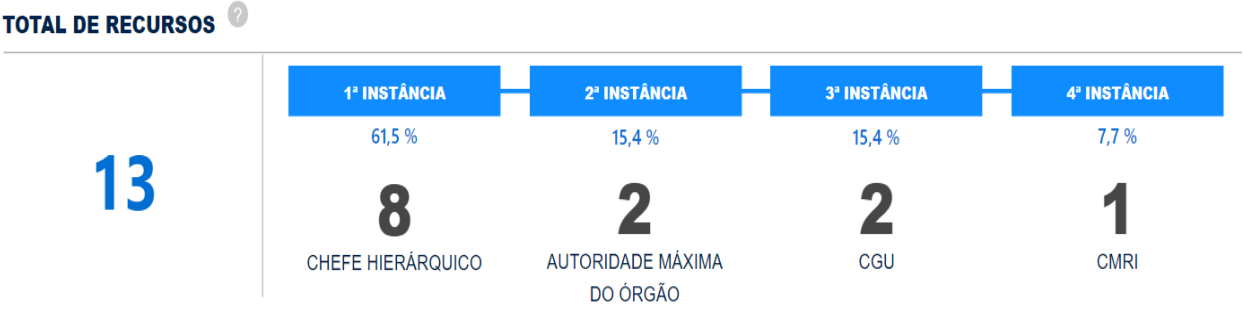 TOTAL DE RECURSOS ?
1ª INSTÂNCIA 2ª INSTÂNCIA 3ª INSTÂNCIA 4ª INSTÂNCIA
61,5 % 15,4 % 15,4 % 7,7 %
13
8 2 2 1
CHEFE HIERÁRQUICO AUTORIDADE MÁXIMA CGU CMRI
DO ÓRGÃO